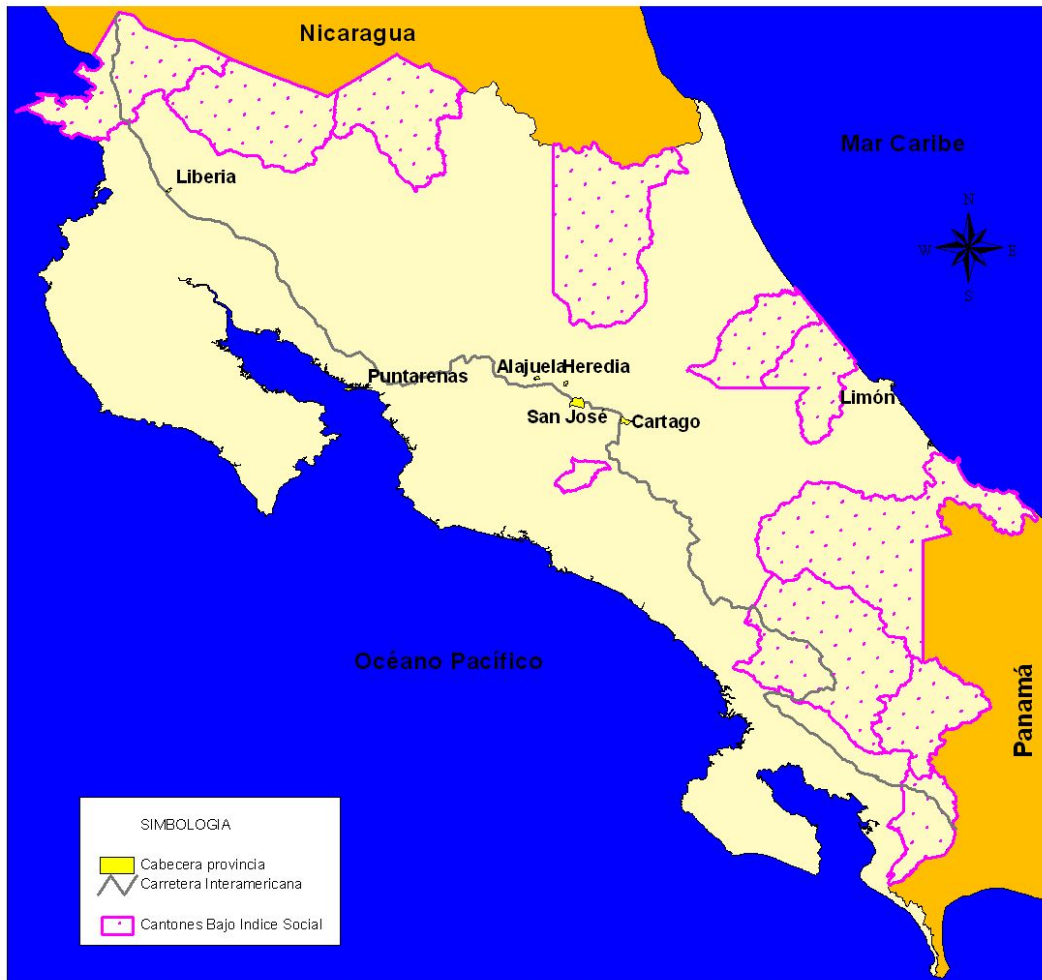 Nicaragua
Mar Caribe
N
W E
S
Liberia
Alajuela Heredia
Puntarenas
San José
Cartago
Limón
Océano Pacífico
Panamá
SIMBOLOGIA
Cabecera provincia
Carretera Interamericana
Cantones Bajo Indice Social